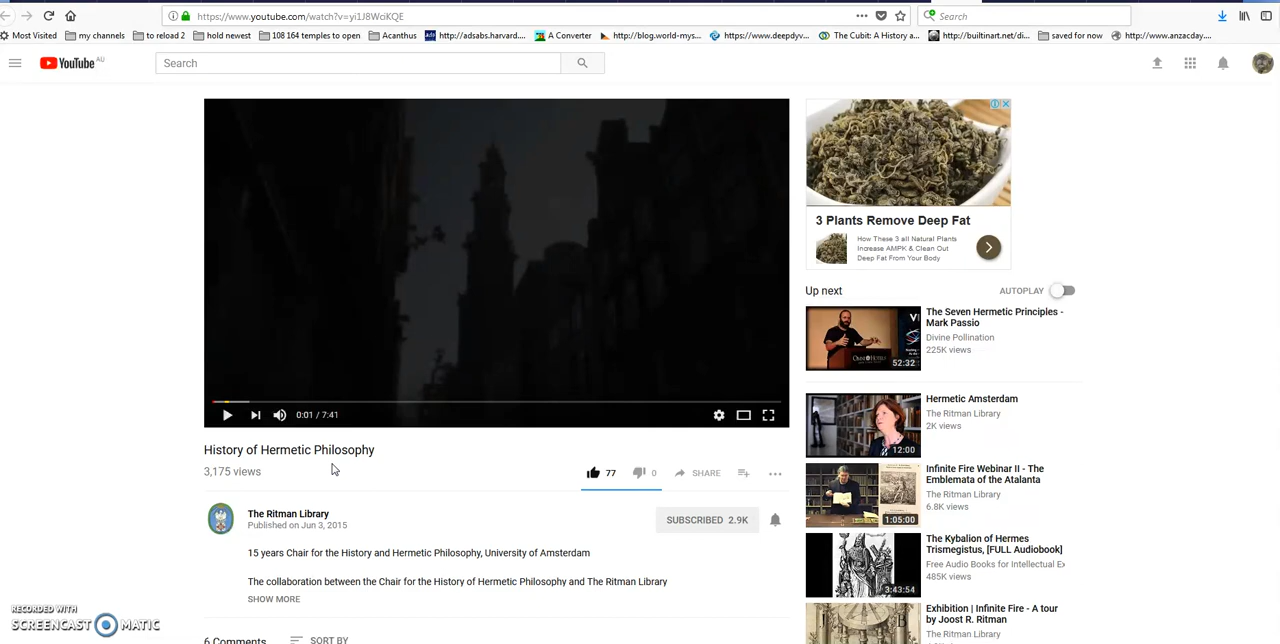 https://www.youtube.com/watch?v=yi1J8WciKQE
Search
Most Visited
my channels
to reload 2
hold newest
108 164 temples to open
Acanthus
http://adsabs.harvard....
A Converter
http://blog.world-mys...
https://www.deepdyv...
The Cubit: A History a...
http://builtinart.net/di...
saved for now
http://www.anzacday....
YouTube AU
Search
0:01 / 7:41
History of Hermetic Philosophy
3,175 views
77
0
SHARE
The Ritman Library
Published on Jun 3, 2015
SUBSCRIBED 2.9K
15 years Chair for the History and Hermetic Philosophy, University of Amsterdam
The collaboration between the Chair for the History of Hermetic Philosophy and The Ritman Library
SHOW MORE
6 Comments
SORT BY
3 Plants Remove Deep Fat
How These 3 all Natural Plants
Increase AMPK & Clean Out
Deep Fat From Your Body
Up next
AUTOPLAY
The Seven Hermetic Principles -
Mark Passio
Divine Pollination
225K views
OMNI HOTELS
52:32
Hermetic Amsterdam
The Ritman Library
2K views
12:00
Infinite Fire Webinar II - The
Emblemata of the Atalanta
The Ritman Library
6.8K views
1:05:00
The Kybalion of Hermes
Trismegistus, [FULL Audiobook]
Free Audio Books for Intellectual Ex
485K views
3:43:54
Exhibition | Infinite Fire - A tour
by Joost R. Ritman
The Ritman Library
RECORDED WITH
SCREENCAST MATIC